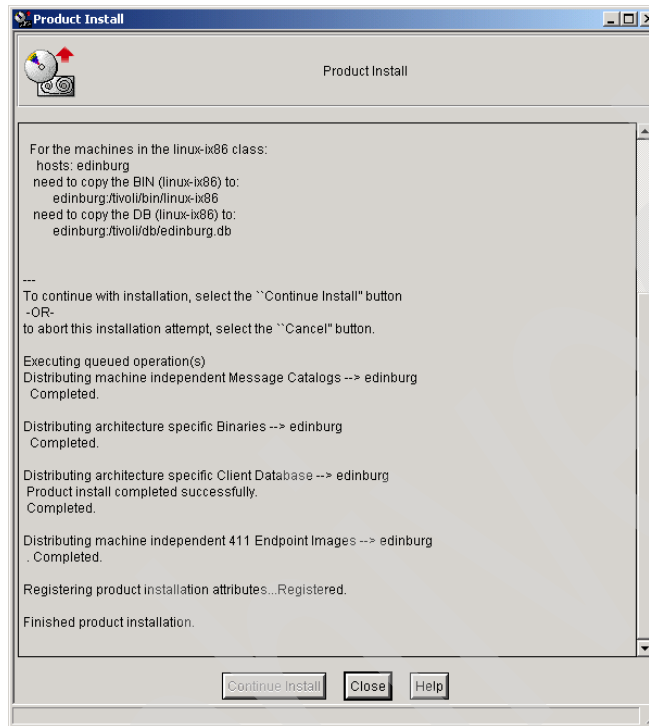 Product Install
Product Install
For the machines in the linux-ix86 class:
hosts: edinburg
need to copy the BIN (linux-ix86) to:
edinburg:/tivoli/bin/linux-ix86
need to copy the DB (linux-ix86) to:
edinburg:/tivoli/db/edinburg.db
---
To continue with installation, select the ``Continue Install'' button
-OR-
to abort this installation attempt, select the ``Cancel'' button.
Executing queued operation(s)
Distributing machine independent Message Catalogs --> edinburg
Completed.
Distributing architecture specific Binaries --> edinburg
Completed.
Distributing architecture specific Client Database --> edinburg
Product install completed successfully.
Completed.
Distributing machine independent 411 Endpoint Images --> edinburg
. Completed.
Registering product installation attributes...Registered.
Finished product installation.
Continue Install Close Help